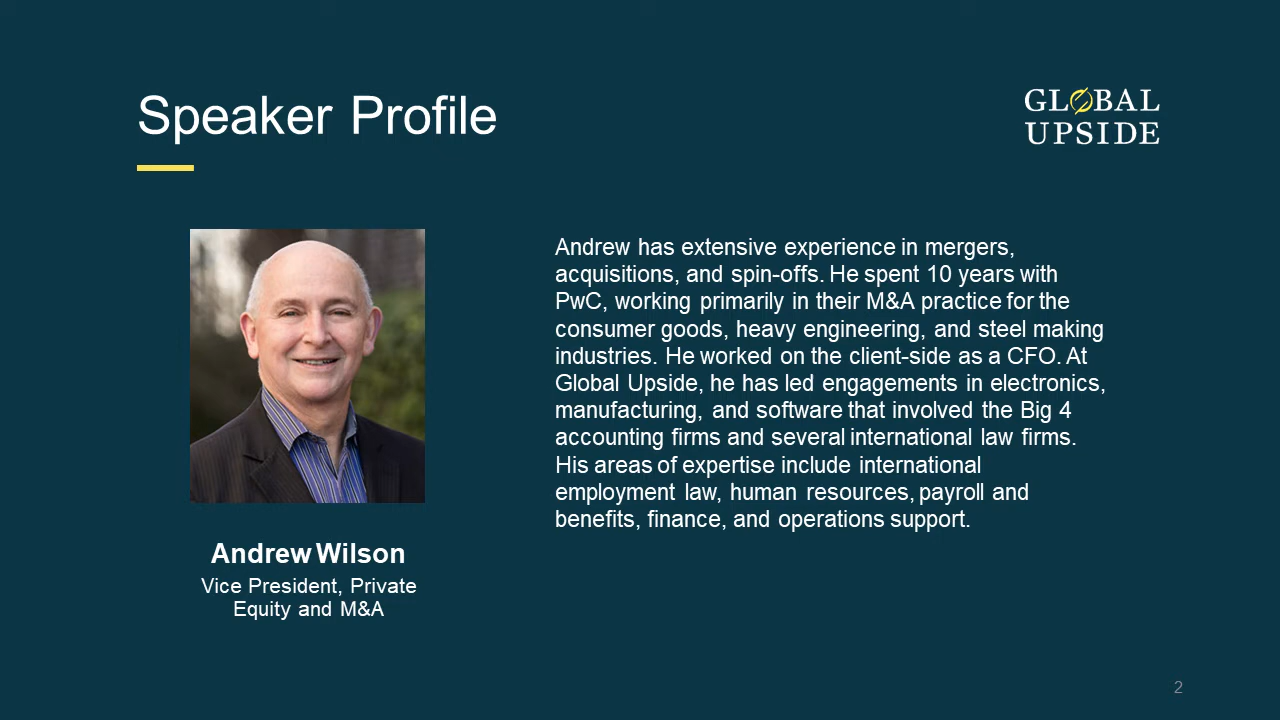 Speaker Profile
GLOBAL
UPSIDE
Andrew has extensive experience in mergers,
acquisitions, and spin-offs. He spent 10 years with
PwC, working primarily in their M&A practice for the
consumer goods, heavy engineering, and steel making
industries. He worked on the client-side as a CFO. At
Global Upside, he has led engagements in electronics,
manufacturing, and software that involved the Big 4
accounting firms and several international law firms.
His areas of expertise include international
employment law, human resources, payroll and
benefits, finance, and operations support.
Andrew Wilson
Vice President, Private
Equity and M&A
2